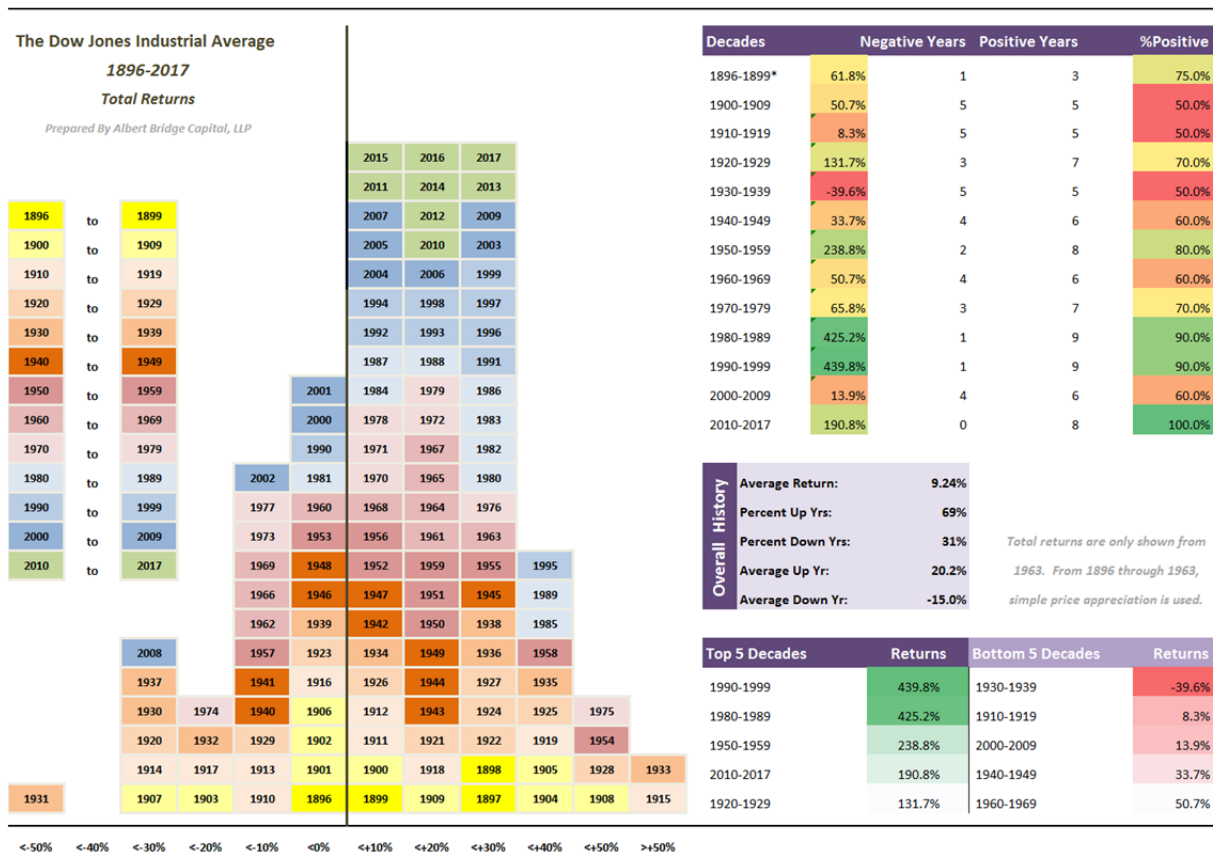 The Dow Jones Industrial Average
1896-2017
Total Returns
Prepared By Albert Bridge Capital, LLP
2015 2016 2017
2011 2014 2013
1896 to 1899 2007 2012 2009
1900 to 1909 2005 2010 2003
1910 to 1919 2004 2006 1999
1920 to 1929 1994 1998 1997
1930 to 1939 1992 1993 1996
1940 to 1949 1987 1988 1991
1950 to 1959 2001 1984 1979 1986
1960 to 1969 2000 1978 1972 1983
1970 to 1979 1990 1971 1967 1982
1980 to 1989 2002 1981 1970 1965 1980
1990 to 1999 1977 1960 1968 1964 1976
2000 to 2009 1973 1953 1956 1961 1963
2010 to 2017 1969 1948 1952 1959 1955 1995
1966 1946 1947 1951 1945 1989
1962 1939 1942 1950 1938 1985
2008 1957 1923 1934 1949 1936 1958
1937 1941 1916 1926 1944 1927 1935
1930 1974 1940 1906 1912 1943 1924 1925 1975
1920 1932 1929 1902 1911 1921 1922 1919 1954
1914 1917 1913 1901 1900 1918 1898 1905 1928 1933
1931 1907 1903 1910 1896 1899 1909 1897 1904 1908 1915
<-50% <-40% <-30% <-20% <-10% <0% <+10% <+20% <+30% <+40% <+50% >+50%
Decades Negative Years Positive Years %Positive
1896-1899* 61.8% 1 3 75.0%
1900-1909 50.7% 5 5 50.0%
1910-1919 8.3% 5 5 50.0%
1920-1929 131.7% 3 7 70.0%
1930-1939 -39.6% 5 5 50.0%
1940-1949 33.7% 4 6 60.0%
1950-1959 238.8% 2 8 80.0%
1960-1969 50.7% 4 6 60.0%
1970-1979 65.8% 3 7 70.0%
1980-1989 425.2% 1 9 90.0%
1990-1999 439.8% 1 9 90.0%
2000-2009 13.9% 4 6 60.0%
2010-2017 190.8% 0 8 100.0%
Overall History
Average Return: 9.24%
Percent Up Yrs: 69%
Percent Down Yrs: 31%
Average Up Yr: 20.2%
Average Down Yr: -15.0%
Total returns are only shown from
1963. From 1896 through 1963,
simple price appreciation is used.
Top 5 Decades Returns Bottom 5 Decades Returns
1990-1999 439.8% 1930-1939 -39.6%
1980-1989 425.2% 1910-1919 8.3%
1950-1959 238.8% 2000-2009 13.9%
2010-2017 190.8% 1940-1949 33.7%
1920-1929 131.7% 1960-1969 50.7%